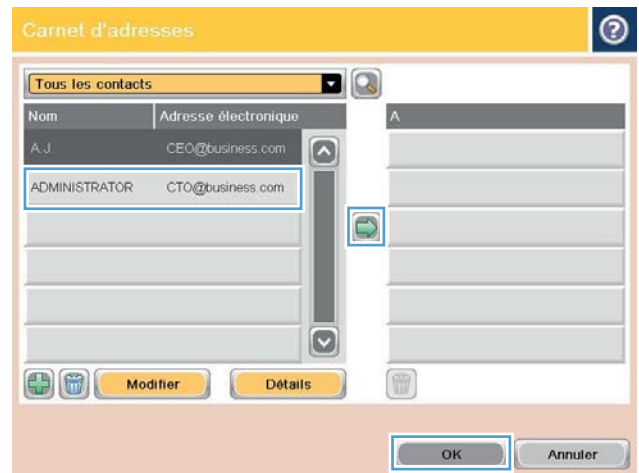 Carnet d'adresses
Tous les contacts
Nom Adresse électronique A
A.J. CEO@business.com
ADMINISTRATOR CTO@business.com
Modifier Détails
OK Annuler